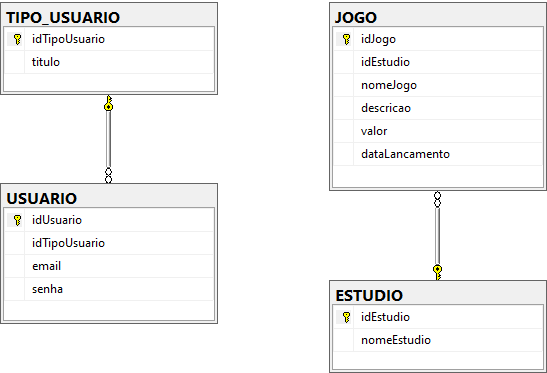 TIPO_USUARIO
idTipoUsuario
titulo
USUARIO
idUsuario
idTipoUsuario
email
senha
JOGO
idJogo
idEstudio
nomeJogo
descricao
valor
dataLancamento
ESTUDIO
idEstudio
nomeEstudio